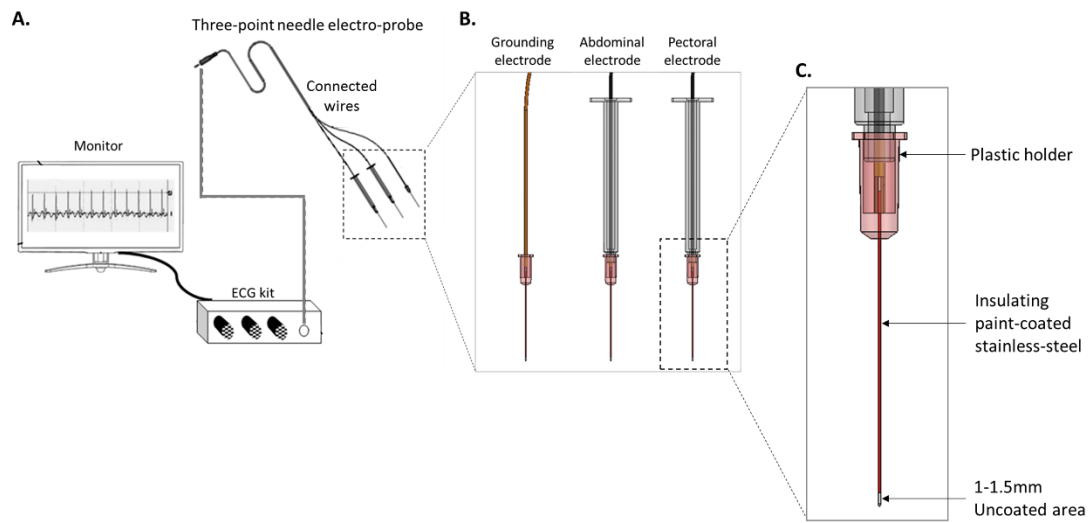 A.
Three-point needle electro-probe
Connected
wires
Monitor
ECG kit
B.
Grounding
electrode
Abdominal
electrode
Pectoral
electrode
C.
Plastic holder
Insulating
paint-coated
stainless-steel
1-1.5mm
Uncoated area